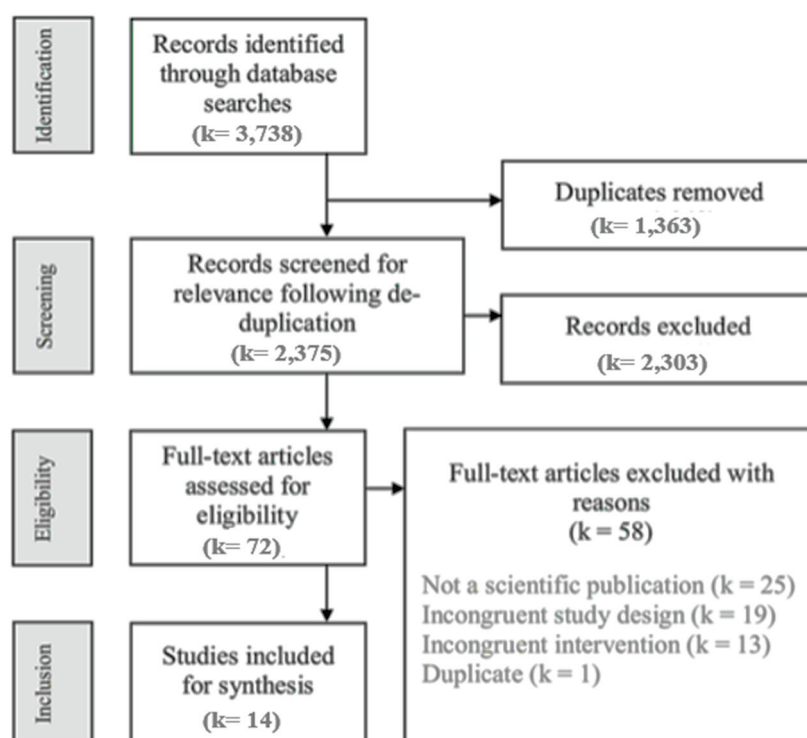 Identification
Records identified
through database
searches
(k= 3,738)
Duplicates removed
(k= 1,363)
Screening
Records screened for
relevance following de-
duplication
(k= 2,375)
Records excluded
(k= 2,303)
Eligibility
Full-text articles
assessed for
eligibility
(k= 72)
Full-text articles excluded with
reasons
(k = 58)
Not a scientific publication (k = 25)
Incongruent study design (k = 19)
Incongruent intervention (k = 13)
Duplicate (k = 1)
Inclusion
Studies included
for synthesis
(k= 14)